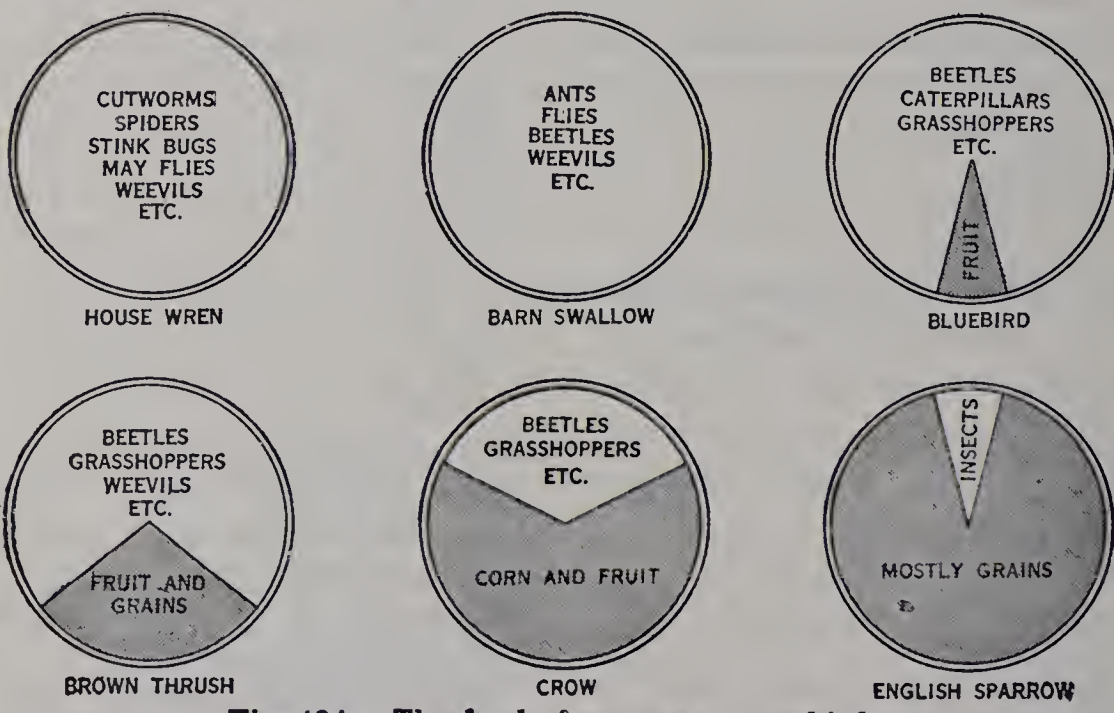 CUTWORMS
SPIDERS
STINK BUGS
MAY FLIES
WEEVILS
ETC.
HOUSE WREN
ANTS
FLIES
BEETLES
WEEVILS
ETC.
BARN SWALLOW
BEETLES
CATERPILLARS
GRASSHOPPERS
ETC.
FRUIT
BLUEBIRD
BEETLES
GRASSHOPPERS
WEEVILS
ETC.
FRUIT AND
GRAINS
BROWN THRUSH
BEETLES
GRASSHOPPERS
ETC.
CORN AND FRUIT
CROW
INSECTS
MOSTLY GRAINS
ENGLISH SPARROW